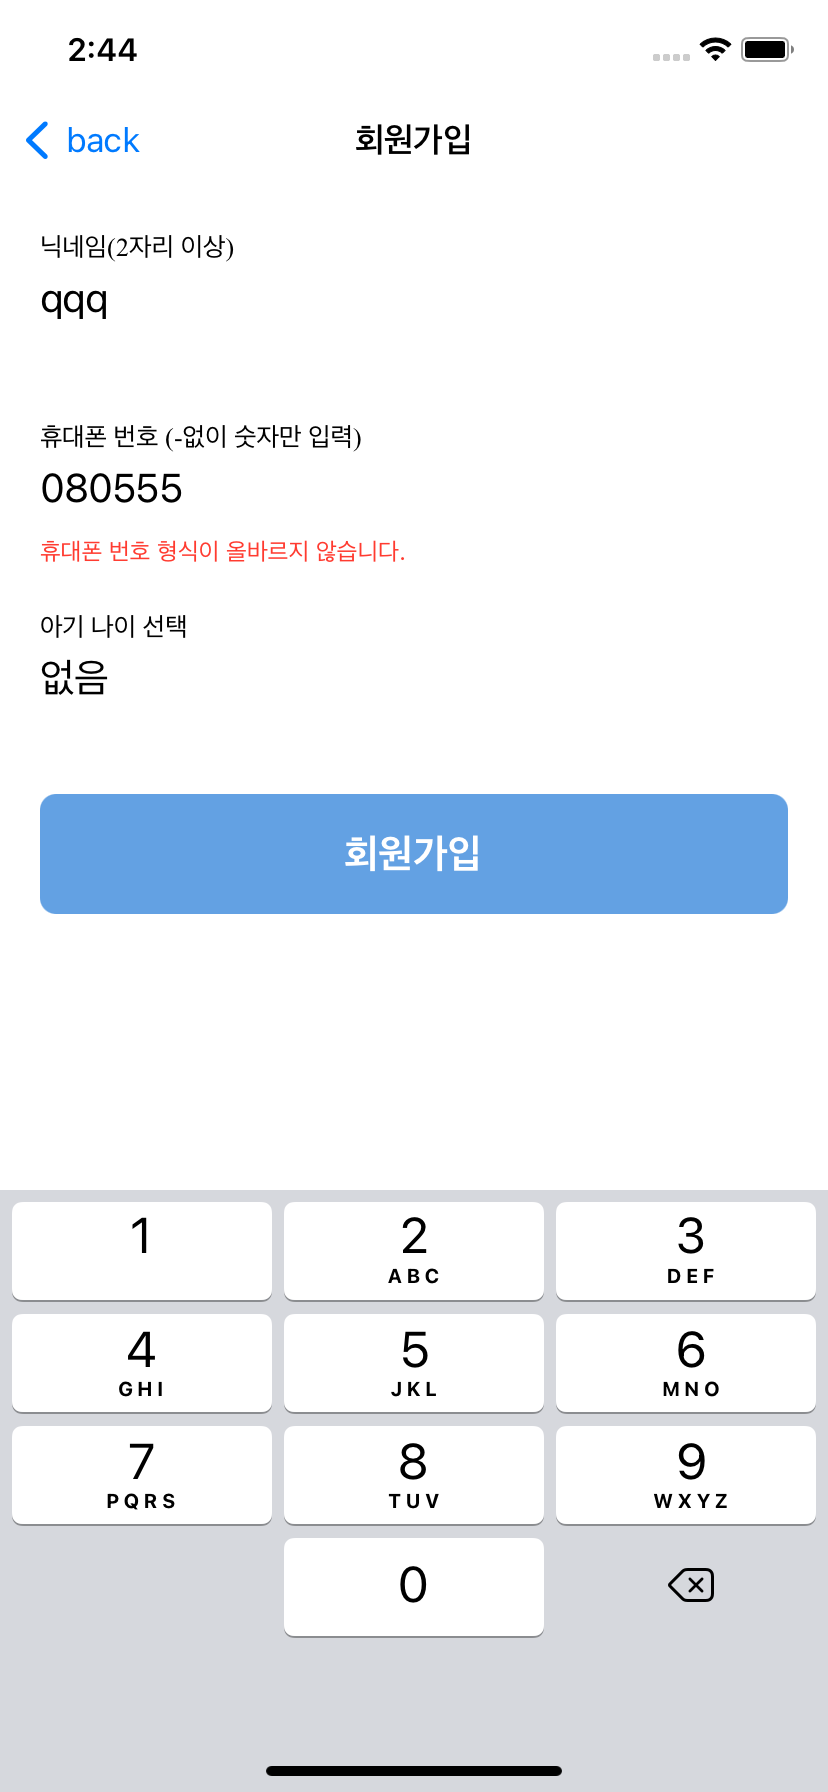 2:44
back
회원가입
닉네임(2자리 이상)
qqq
휴대폰 번호 (-없이 숫자만 입력)
080555
휴대폰 번호 형식이 올바르지 않습니다.
아기 나이 선택
없음
회원가입
1
2
ABC
3
DEF
4
GHI
5
JKL
6
MNO
7
PQRS
8
TUV
9
WXYZ
0